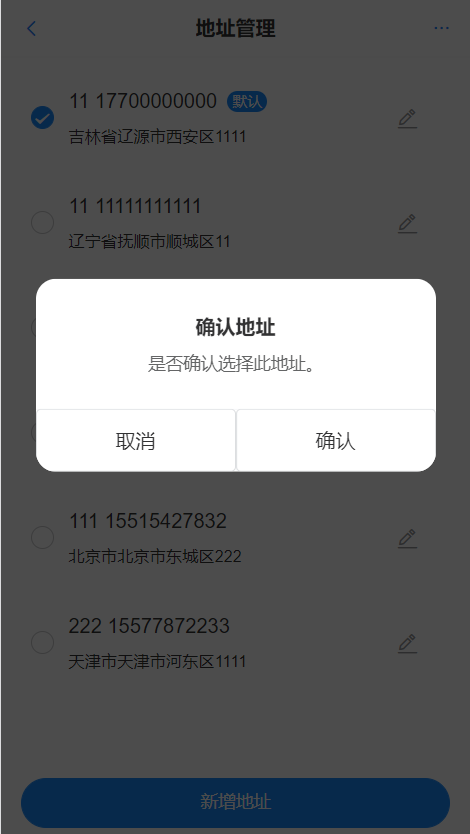 地址管理
11 17700000000 默认
吉林省辽源市西安区1111
11 11111111111
辽宁省抚顺市顺城区11
确认地址
是否确认选择此地址。
取消 确认
111 15515427832
北京市北京市东城区222
222 15577872233
天津市天津市河东区1111
新增地址